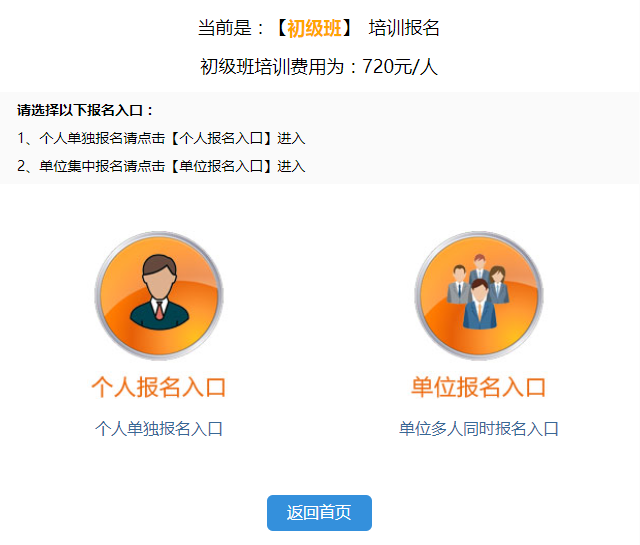 当前是：【初级班】 培训报名
初级班培训费用为：720元/人
请选择以下报名入口：
1、个人单独报名请点击【个人报名入口】进入
2、单位集中报名请点击【单位报名入口】进入
个人报名入口
单位报名入口
个人单独报名入口
单位多人同时报名入口
返回首页